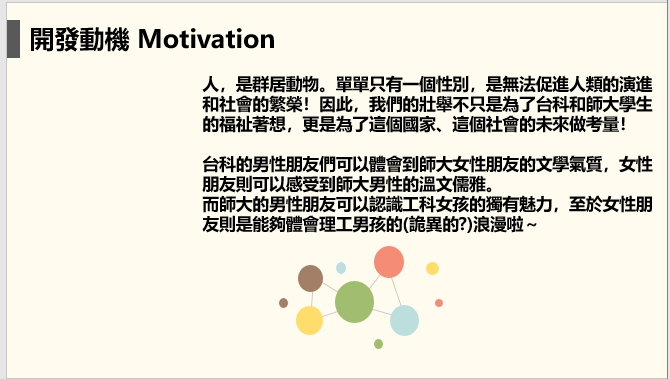 開發動機 Motivation
人，是群居動物。單單只有一個性別，是無法促進人類的演進
和社會的繁榮！因此，我們的壯舉不只是為了台科和師大學生
的福祉著想，更是為了這個國家、這個社會的未來做考量！
台科的男性朋友們可以體會到師大女性朋友的文學氣質，女性
朋友則可以感受到師大男性的溫文儒雅。
而師大的男性朋友可以認識工科女孩的獨有魅力，至於女性朋
友則是能夠體會理工男孩的(詭異的?)浪漫啦～